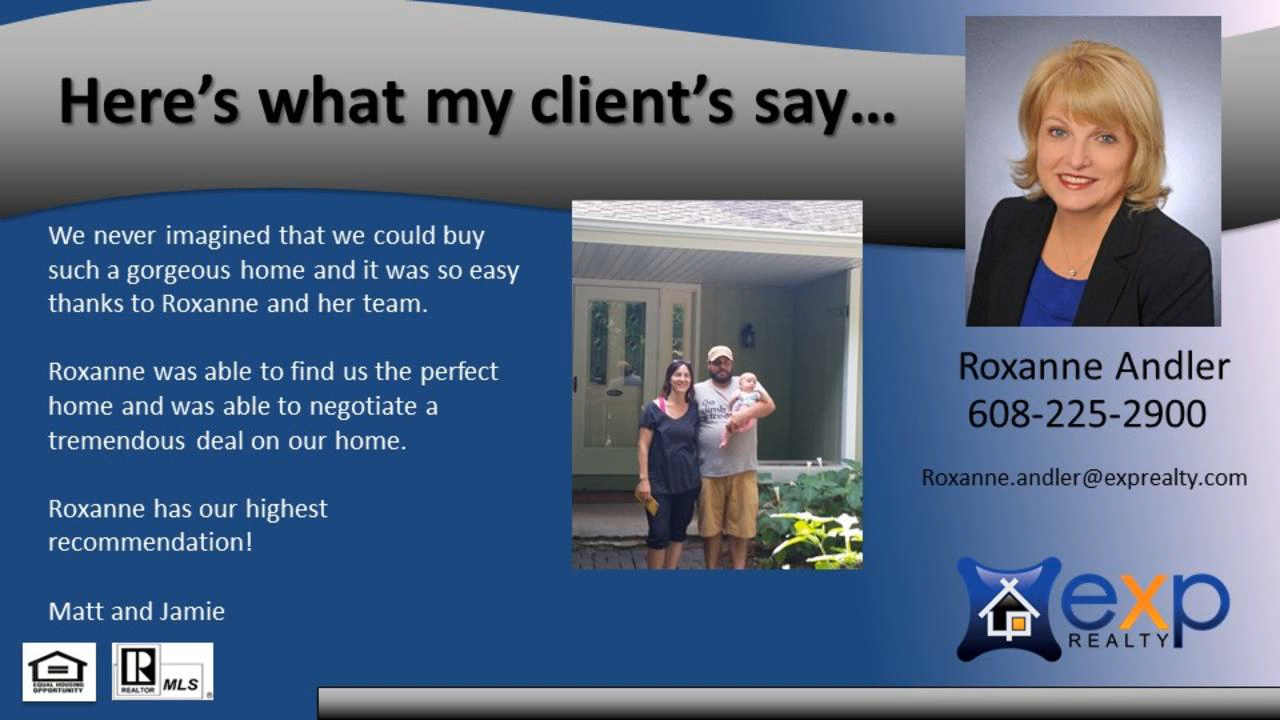 Here’s what my client’s say…
We never imagined that we could buy
such a gorgeous home and it was so easy
thanks to Roxanne and her team.
Roxanne was able to find us the perfect
home and was able to negotiate a
tremendous deal on our home.
Roxanne has our highest
recommendation!
Matt and Jamie
EQUAL HOUSING
OPPORTUNITY
R
REALTOR
MLS
®
Roxanne Andler
608-225-2900
Roxanne.andler@exprealty.com
exp
REALTY